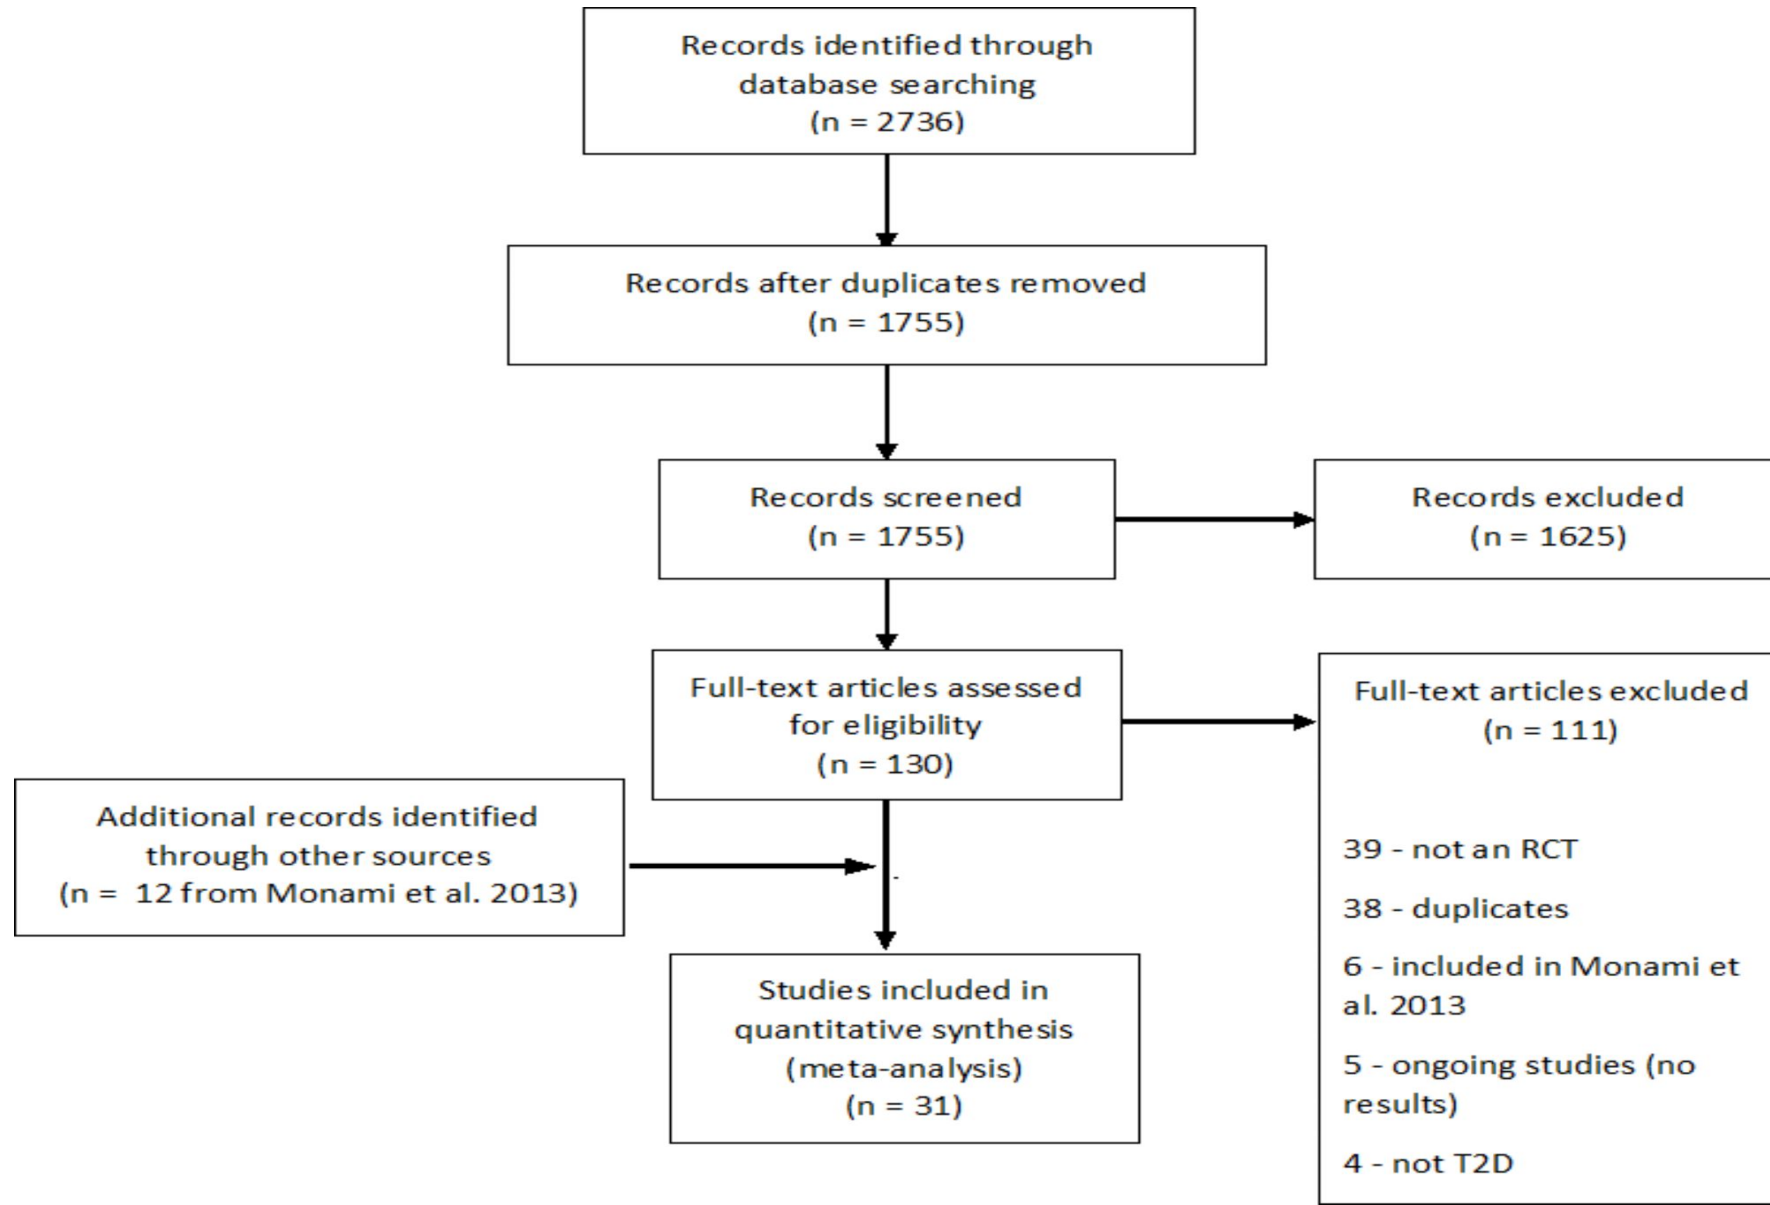 Records identified through
database searching
(n = 2736)
Records after duplicates removed
(n = 1755)
Records screened
(n = 1755)
Records excluded
(n = 1625)
Full-text articles assessed
for eligibility
(n = 130)
Full-text articles excluded
(n = 111)
39 - not an RCT
38 - duplicates
6 - included in Monami et
al. 2013
5 - ongoing studies (no
results)
4 - not T2D
Additional records identified
through other sources
(n =  12 from Monami et al. 2013)
Studies included in
quantitative synthesis
(meta-analysis)
(n = 31)